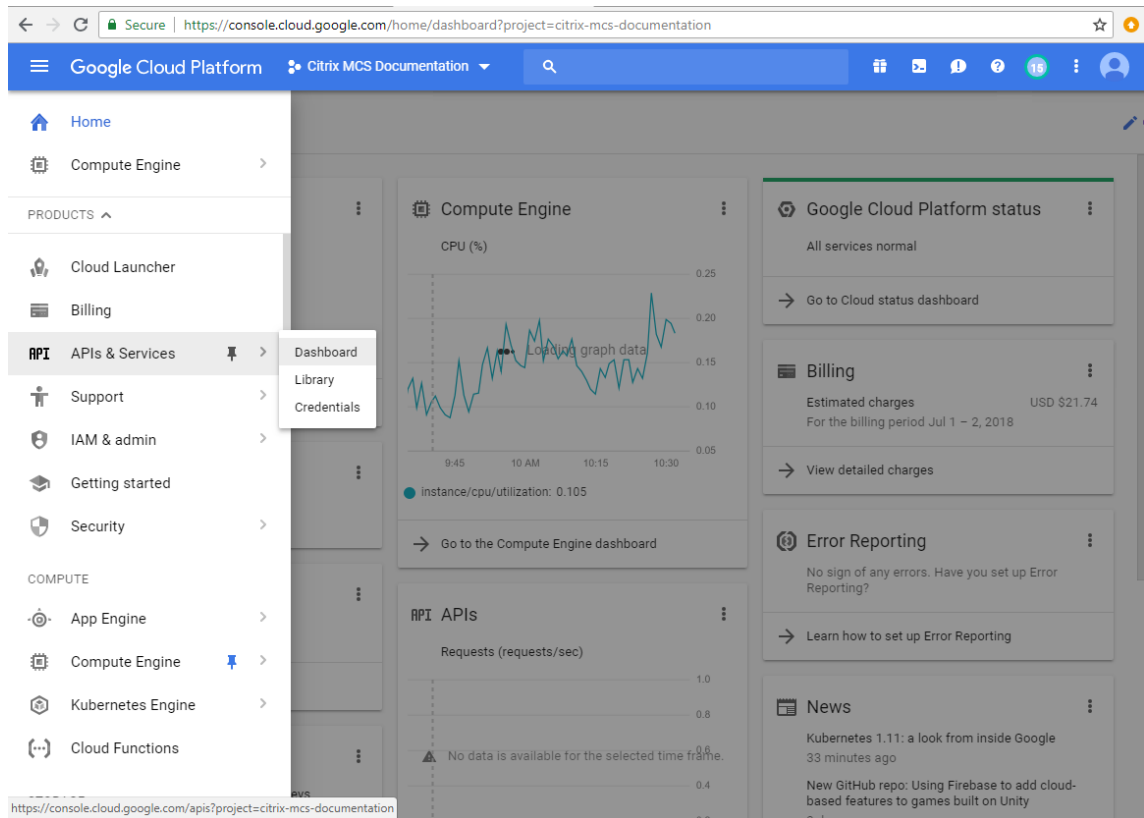 Secure | https://console.cloud.google.com/home/dashboard?project=citrix-mcs-documentation
Google Cloud Platform
Citrix MCS Documentation
15
Home
Compute Engine
PRODUCTS
Cloud Launcher
Billing
API APIs & Services
Support
IAM & admin
Getting started
Security
COMPUTE
App Engine
Compute Engine
Kubernetes Engine
Cloud Functions
https://console.cloud.google.com/apis?project=citrix-mcs-documentation
Dashboard
Library
Credentials
Compute Engine
CPU (%)
0.25
0.20
Loading graph data
0.15
0.10
0.05
9:45 10 AM 10:15 10:30
instance/cpu/utilization: 0.105
Go to the Compute Engine dashboard
API APIs
Requests (requests/sec)
1.0
0.8
0.6
No data is available for the selected time frame.
0.4
Google Cloud Platform status
All services normal
Go to Cloud status dashboard
Billing
Estimated charges USD $21.74
For the billing period Jul 1 – 2, 2018
View detailed charges
Error Reporting
No sign of any errors. Have you set up Error
Reporting?
Learn how to set up Error Reporting
News
Kubernetes 1.11: a look from inside Google
33 minutes ago
New GitHub repo: Using Firebase to add cloud-
based features to games built on Unity